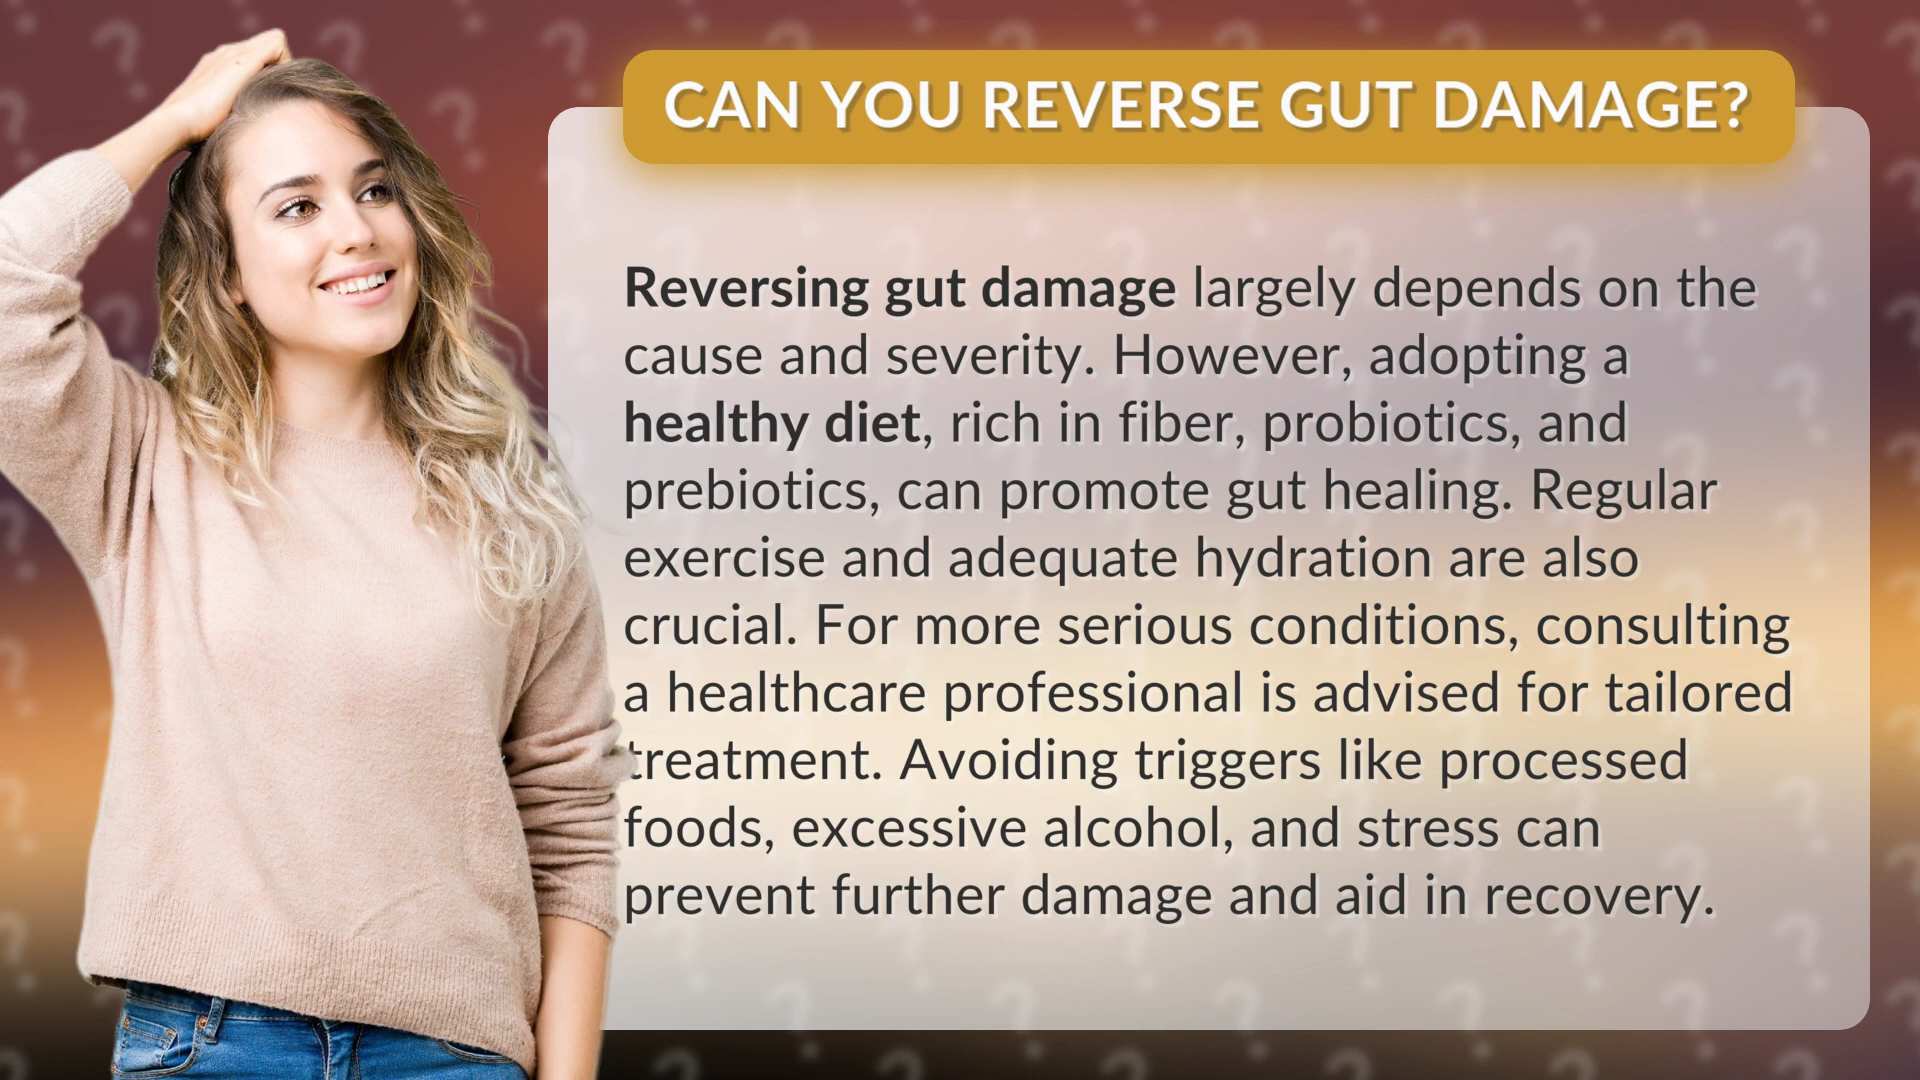 CAN YOU REVERSE GUT DAMAGE?
Reversing gut damage largely depends on the
cause and severity. However, adopting a
healthy diet, rich in fiber, probiotics, and
prebiotics, can promote gut healing. Regular
exercise and adequate hydration are also
crucial. For more serious conditions, consulting
a healthcare professional is advised for tailored
treatment. Avoiding triggers like processed
foods, excessive alcohol, and stress can
prevent further damage and aid in recovery.